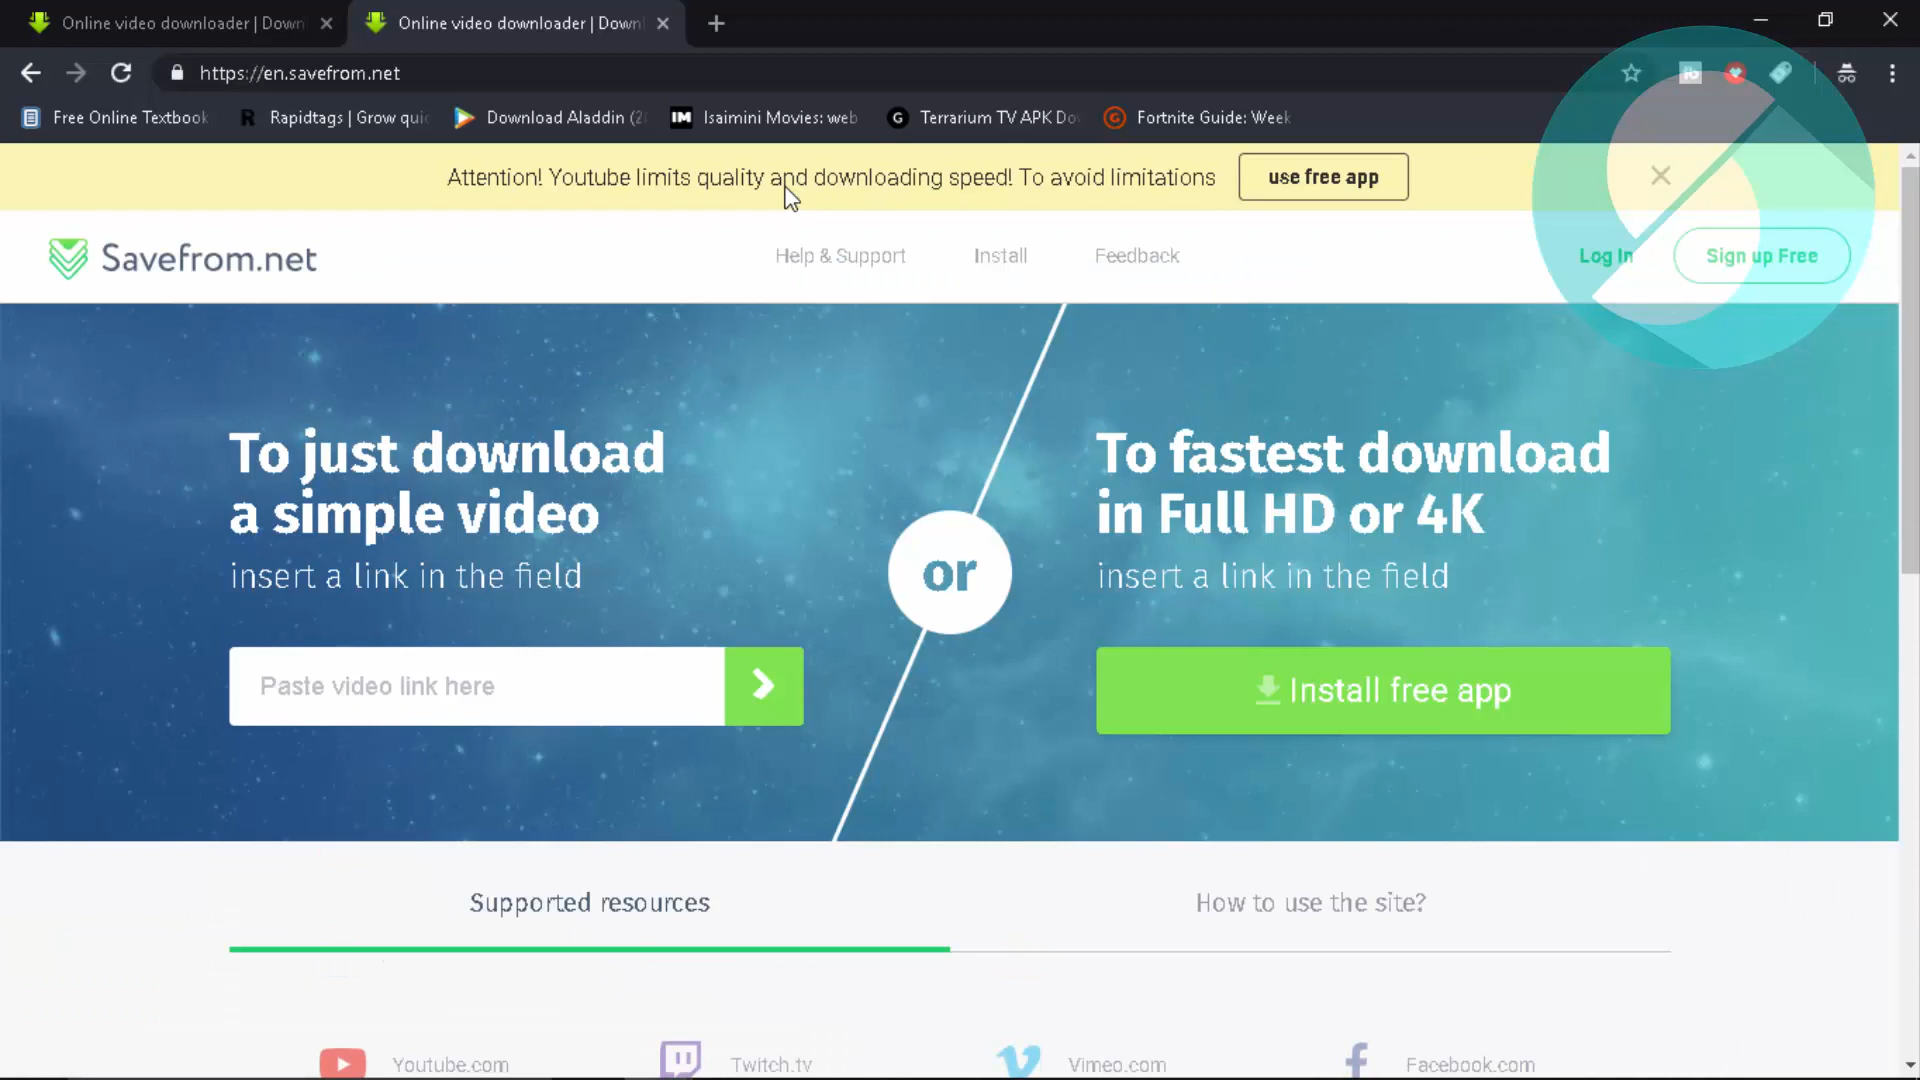 Online video downloader | Down
Online video downloader | Down
https://en.savefrom.net
Free Online Textbook
Rapidtags | Grow quic
Download Aladdin (2
IM
Isaimini Movies: web
G
Terrarium TV APK Do
Fortnite Guide: Week
Attention! Youtube limits quality and downloading speed! To avoid limitations
use free app
Savefrom.net
Help & Support
Install
Feedback
Log In
Sign up Free
To just download
a simple video
insert a link in the field
Paste video link here
or
To fastest download
in Full HD or 4K
insert a link in the field
Install free app
Supported resources
How to use the site?
Youtube.com
Twitch.tv
Vimeo.com
Facebook.com